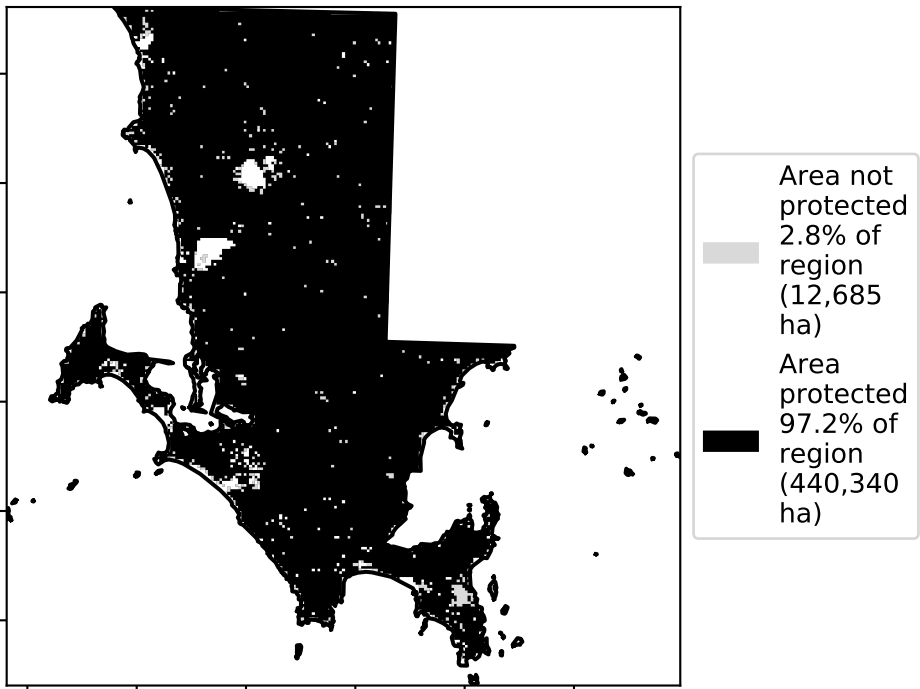 Area not
protected
2.8% of
region
(12,685
ha)
Area
protected
97.2% of
region
(440,340
ha)